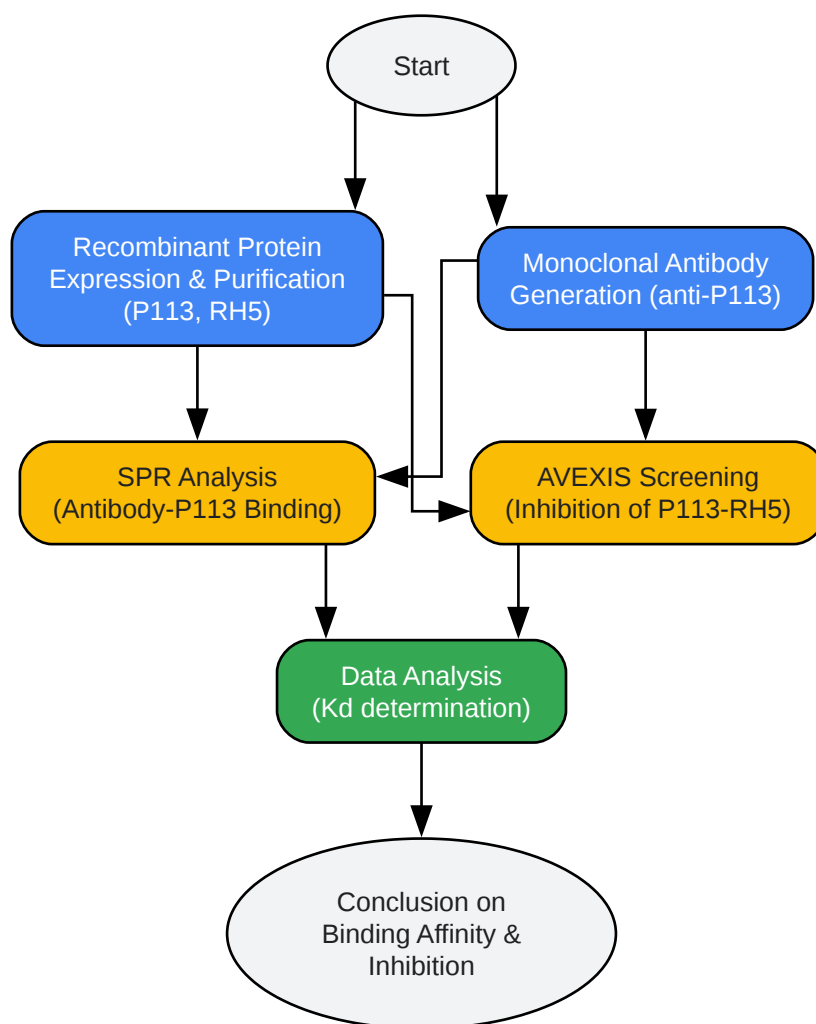 Start
Recombinant Protein
Expression & Purification
(P113, RH5)
Monoclonal Antibody
Generation (anti-P113)
SPR Analysis
(Antibody-P113 Binding)
AVEXIS Screening
(Inhibition of P113-RH5)
Data Analysis
(Kd determination)
Conclusion on
Binding Affinity &
Inhibition